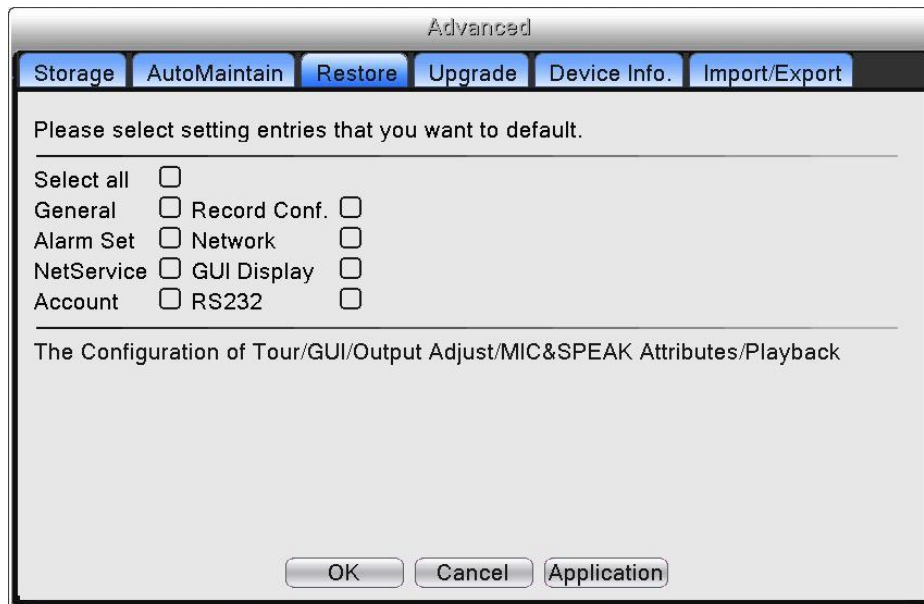 Advanced
Storage AutoMaintain Restore Upgrade Device Info. Import/Export
Please select setting entries that you want to default.
Select all
General Record Conf.
Alarm Set Network
NetService GUI Display
Account RS232
The Configuration of Tour/GUI/Output Adjust/MIC&SPEAK Attributes/Playback
OK Cancel Application